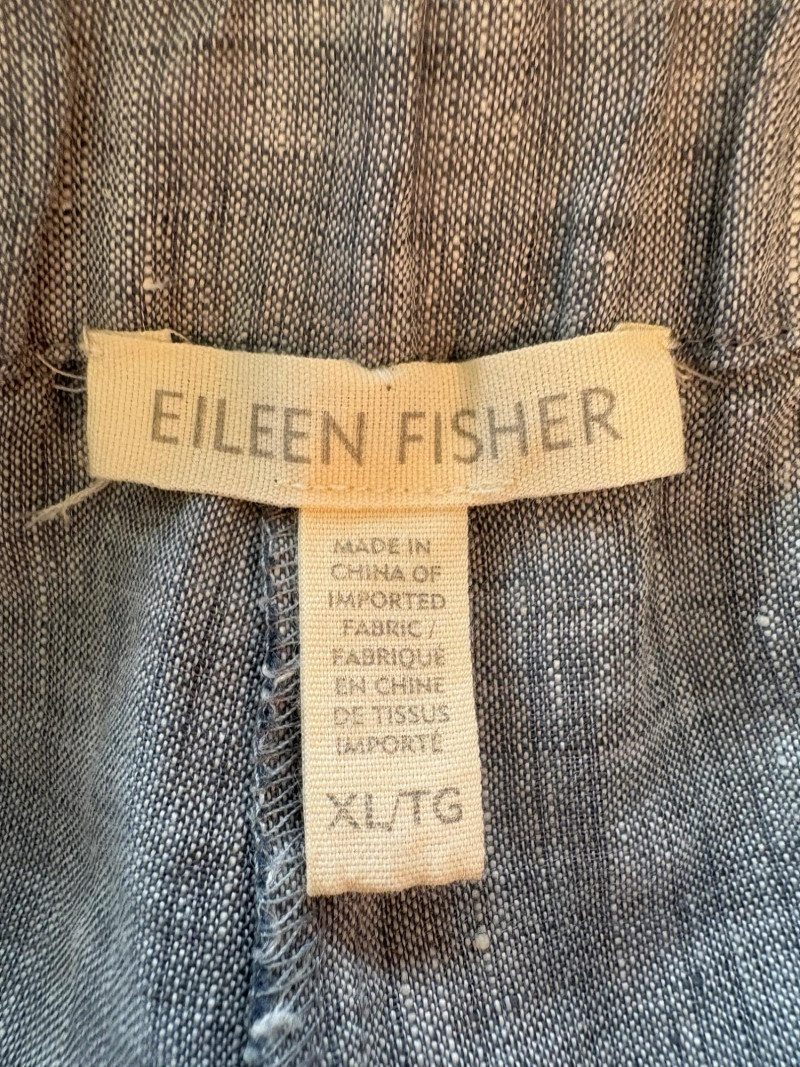 EILEEN FISHER
MADE IN
CHINA OF
IMPORTED
FABRIC /
FABRIQUÉ
EN CHINE
DE TISSUS
IMPORTÉ
XL/TG